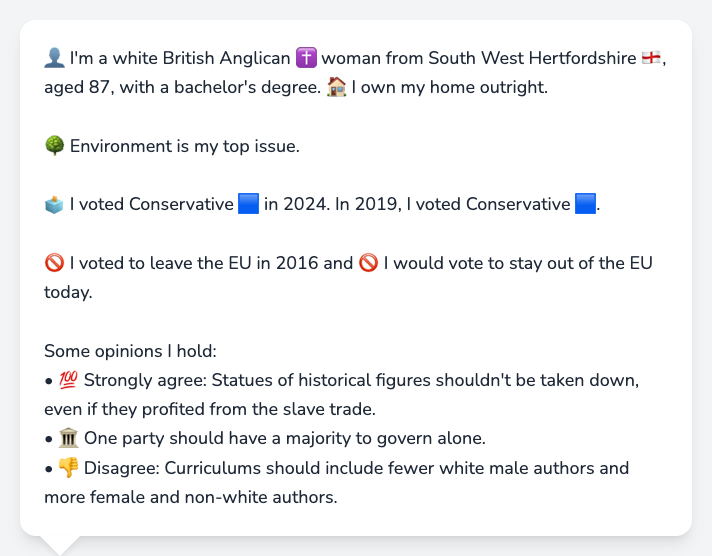 👤 I'm a white British Anglican ✝️ woman from South West Hertfordshire 🏴󠁧󠁢󠁥󠁮󠁧󠁿,
aged 87, with a bachelor's degree. 🏠 I own my home outright.
🌳 Environment is my top issue.
🗳️ I voted Conservative 🟦 in 2024. In 2019, I voted Conservative 🟦.
🚫 I voted to leave the EU in 2016 and 🚫 I would vote to stay out of the EU
today.
Some opinions I hold:
• 💯 Strongly agree: Statues of historical figures shouldn't be taken down,
even if they profited from the slave trade.
• 🏛️ One party should have a majority to govern alone.
• 👎 Disagree: Curriculums should include fewer white male authors and
more female and non-white authors.